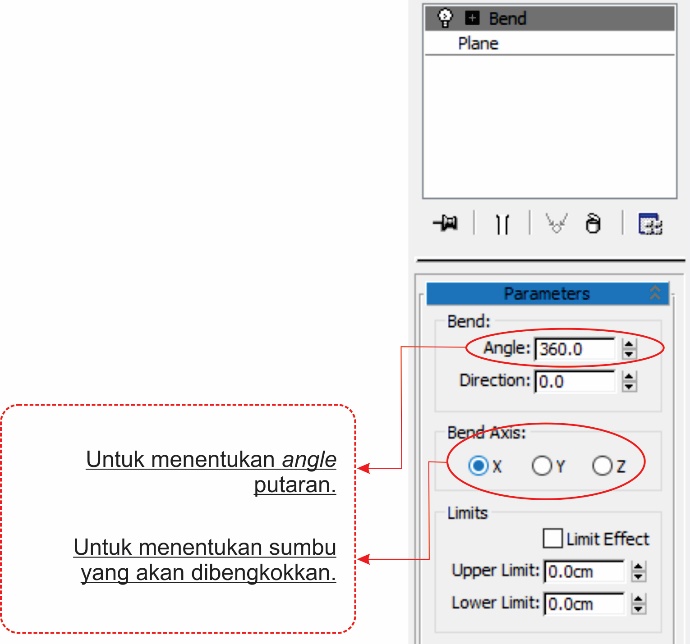 Bend
Plane
Parameters
Bend:
Angle: 360.0
Direction: 0.0
Bend Axis:
X Y Z
Limits
Limit Effect
Upper Limit: 0.0cm
Lower Limit: 0.0cm
Untuk menentukan angle
putaran.
Untuk menentukan sumbu
yang akan dibengkokkan.